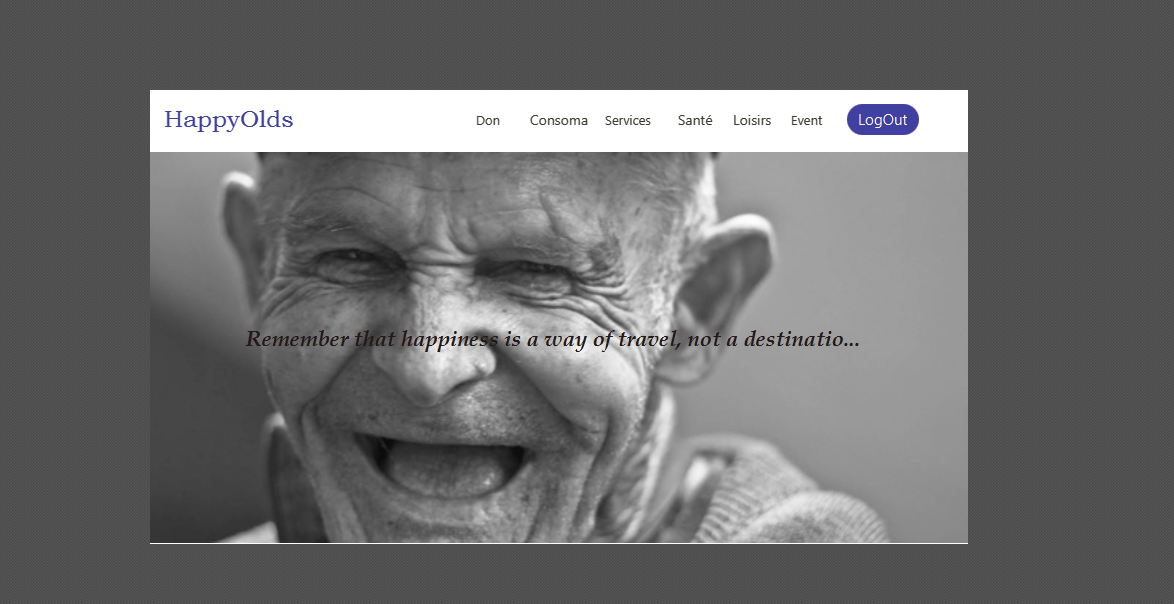 HappyOlds
Don Consoma Services Santé Loisirs Event LogOut
Remember that happiness is a way of travel, not a destinatio...